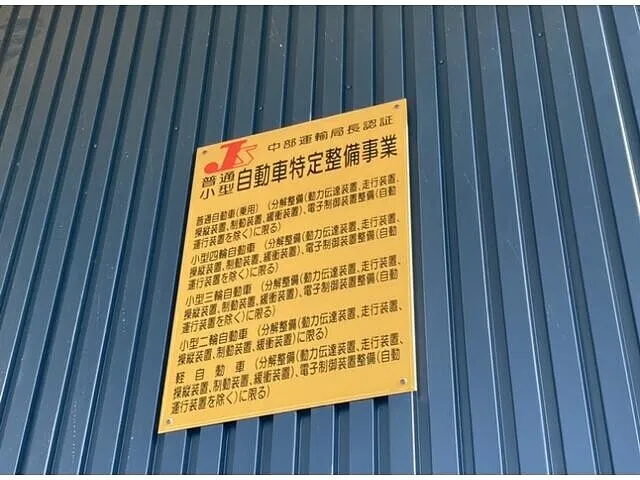 JS 中部運輸局長認証
普通
小型 自動車特定整備事業
普通自動車(乗用) (分解整備(動力伝達装置、走行装置、
操縦装置、制動装置、緩衝装置)、電子制御装置整備(自動
運行装置を除く)に限る)
小型四輪自動車 (分解整備(動力伝達装置、走行装置、
操縦装置、制動装置、緩衝装置)、電子制御装置整備(自動
運行装置を除く)に限る)
小型三輪自動車 (分解整備(動力伝達装置、走行装置、
操縦装置、制動装置、緩衝装置)、電子制御装置整備(自動
運行装置を除く)に限る)
小型二輪自動車 (分解整備(動力伝達装置、走行装置、
操縦装置、制動装置、緩衝装置)に限る)
軽自動車 (分解整備(動力伝達装置、走行装置、
操縦装置、制動装置、緩衝装置)、電子制御装置整備(自動
運行装置を除く)に限る)